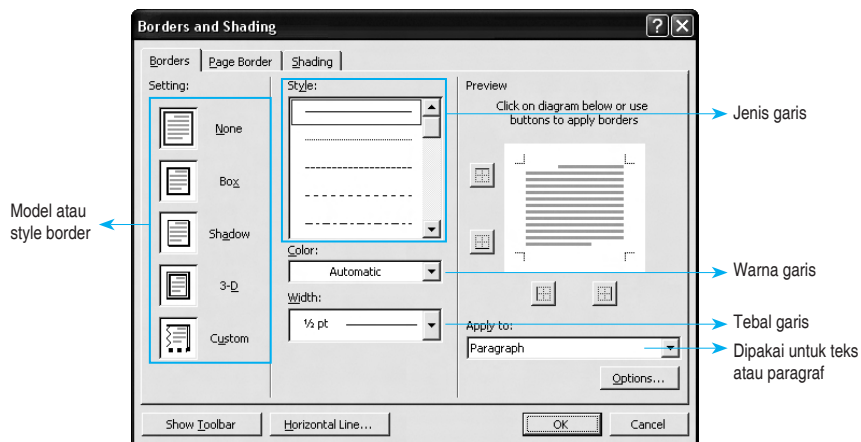 Borders and Shading
Borders
Page Border
Shading
Setting:
None
Box
Shadow
3-D
Custom
Style:
Color:
Automatic
Width:
½ pt
Preview
Click on diagram below or use
buttons to apply borders
Apply to:
Paragraph
Options...
Show Toolbar
Horizontal Line...
OK
Cancel
Model atau
style border
Jenis garis
Warna garis
Tebal garis
Dipakai untuk teks
atau paragraf